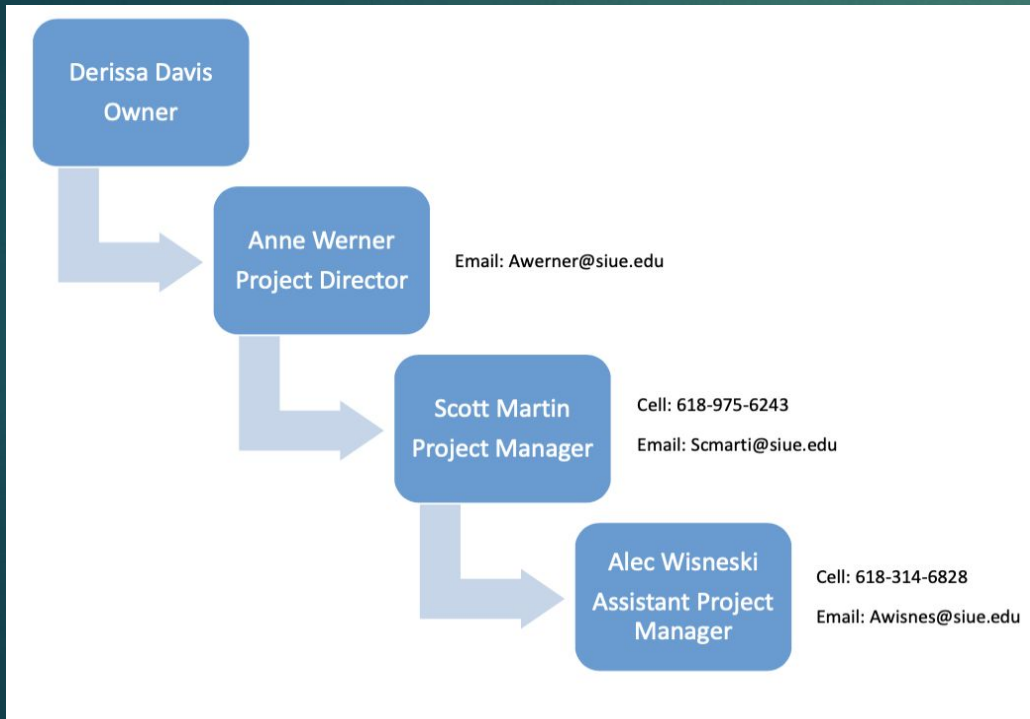 Derissa Davis
Owner
Anne Werner
Project Director
Email: Awerner@siue.edu
Scott Martin
Project Manager
Cell: 618-975-6243
Email: Scmarti@siue.edu
Alec Wisneski
Assistant Project
Manager
Cell: 618-314-6828
Email: Awisnes@siue.edu